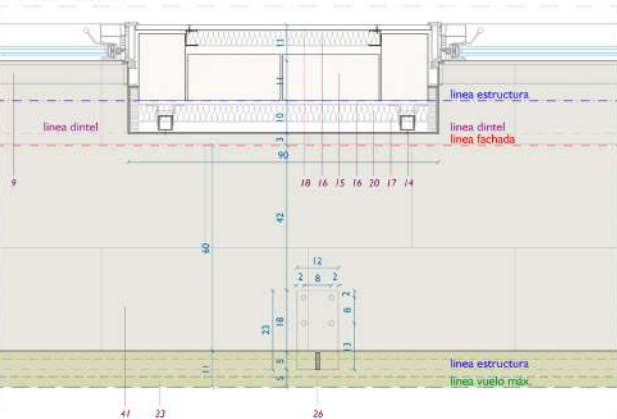 11
11
linea estructura
10
linea dintel
linea dintel
3
linea fachada
90
9
18 16 15 16 20 17 14
42
60
12
2 8 2
2
8
23
18
13
11
5
5
linea estructura
linea vuelo máx.
41 23 26